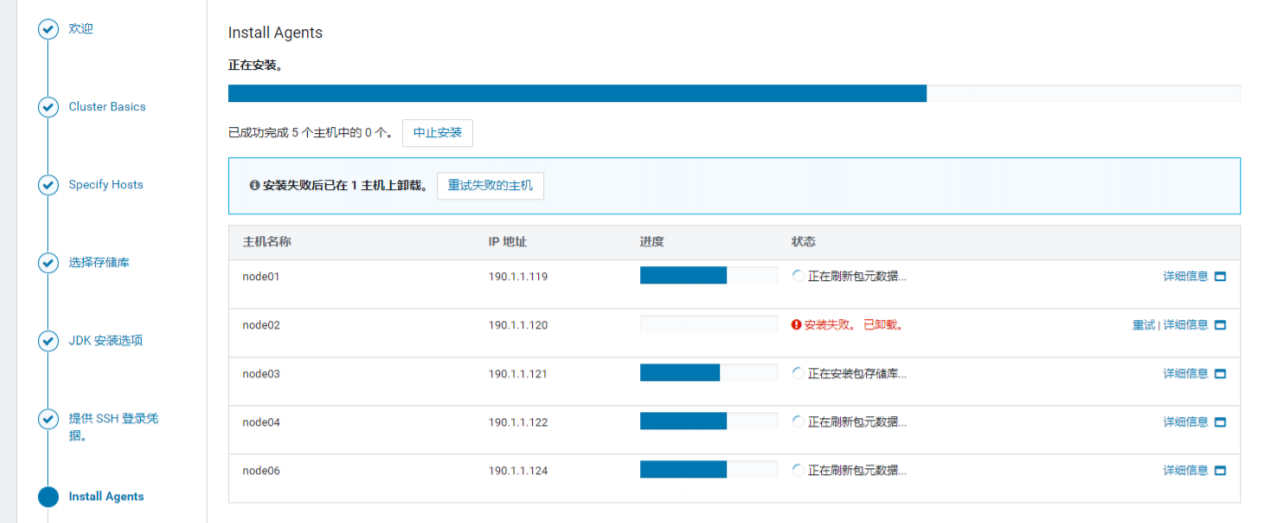 欢迎
Cluster Basics
Specify Hosts
选择存储库
JDK 安装选项
提供 SSH 登录凭
据。
Install Agents
Install Agents
正在安装。
已成功完成 5 个主机中的 0 个。 中止安装
安装失败后已在 1 主机上卸载。 重试失败的主机
主机名称 IP 地址 进度 状态
node01 190.1.1.119 正在刷新包元数据... 详细信息
node02 190.1.1.120 安装失败。 已卸载。 重试 | 详细信息
node03 190.1.1.121 正在安装包存储库... 详细信息
node04 190.1.1.122 正在刷新包元数据... 详细信息
node06 190.1.1.124 正在刷新包元数据... 详细信息